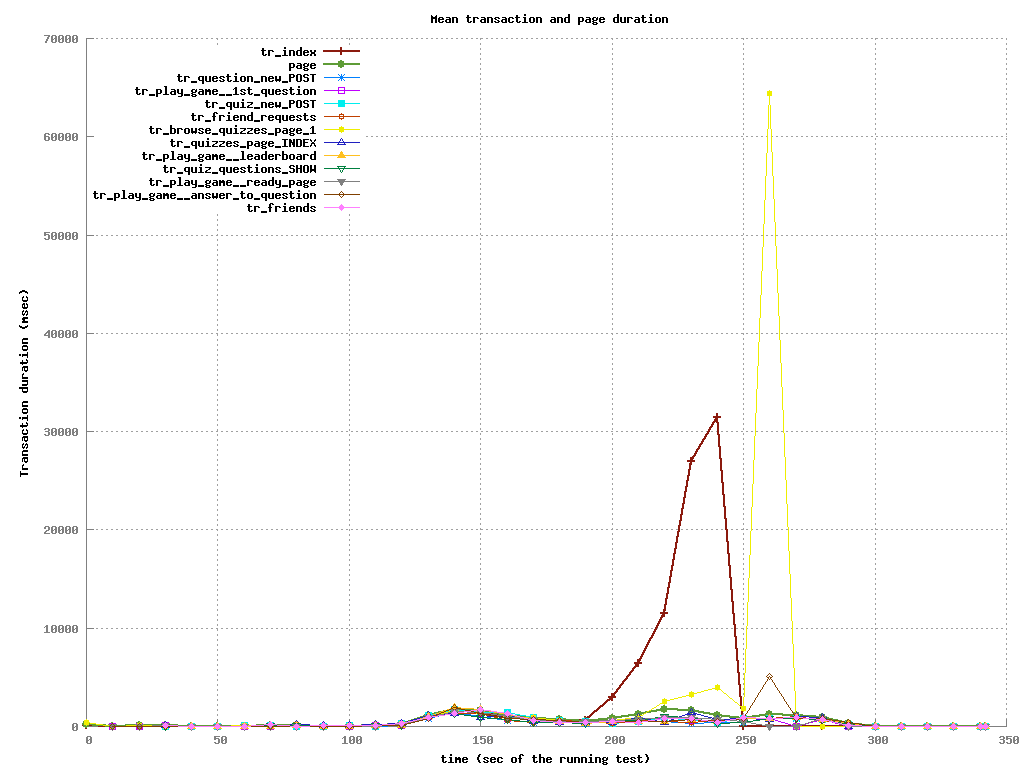 Mean transaction and page duration
70000
60000
50000
40000
30000
20000
10000
0
Transaction duration (msec)
tr_index
page
tr_question_new_POST
tr_play_game__1st_question
tr_quiz_new_POST
tr_friend_requests
tr_browse_quizzes_page_1
tr_quizzes_page_INDEX
tr_play_game__leaderboard
tr_quiz_questions_SHOW
tr_play_game__ready_page
tr_play_game__answer_to_question
tr_friends
0 50 100 150 200 250 300 350
time (sec of the running test)